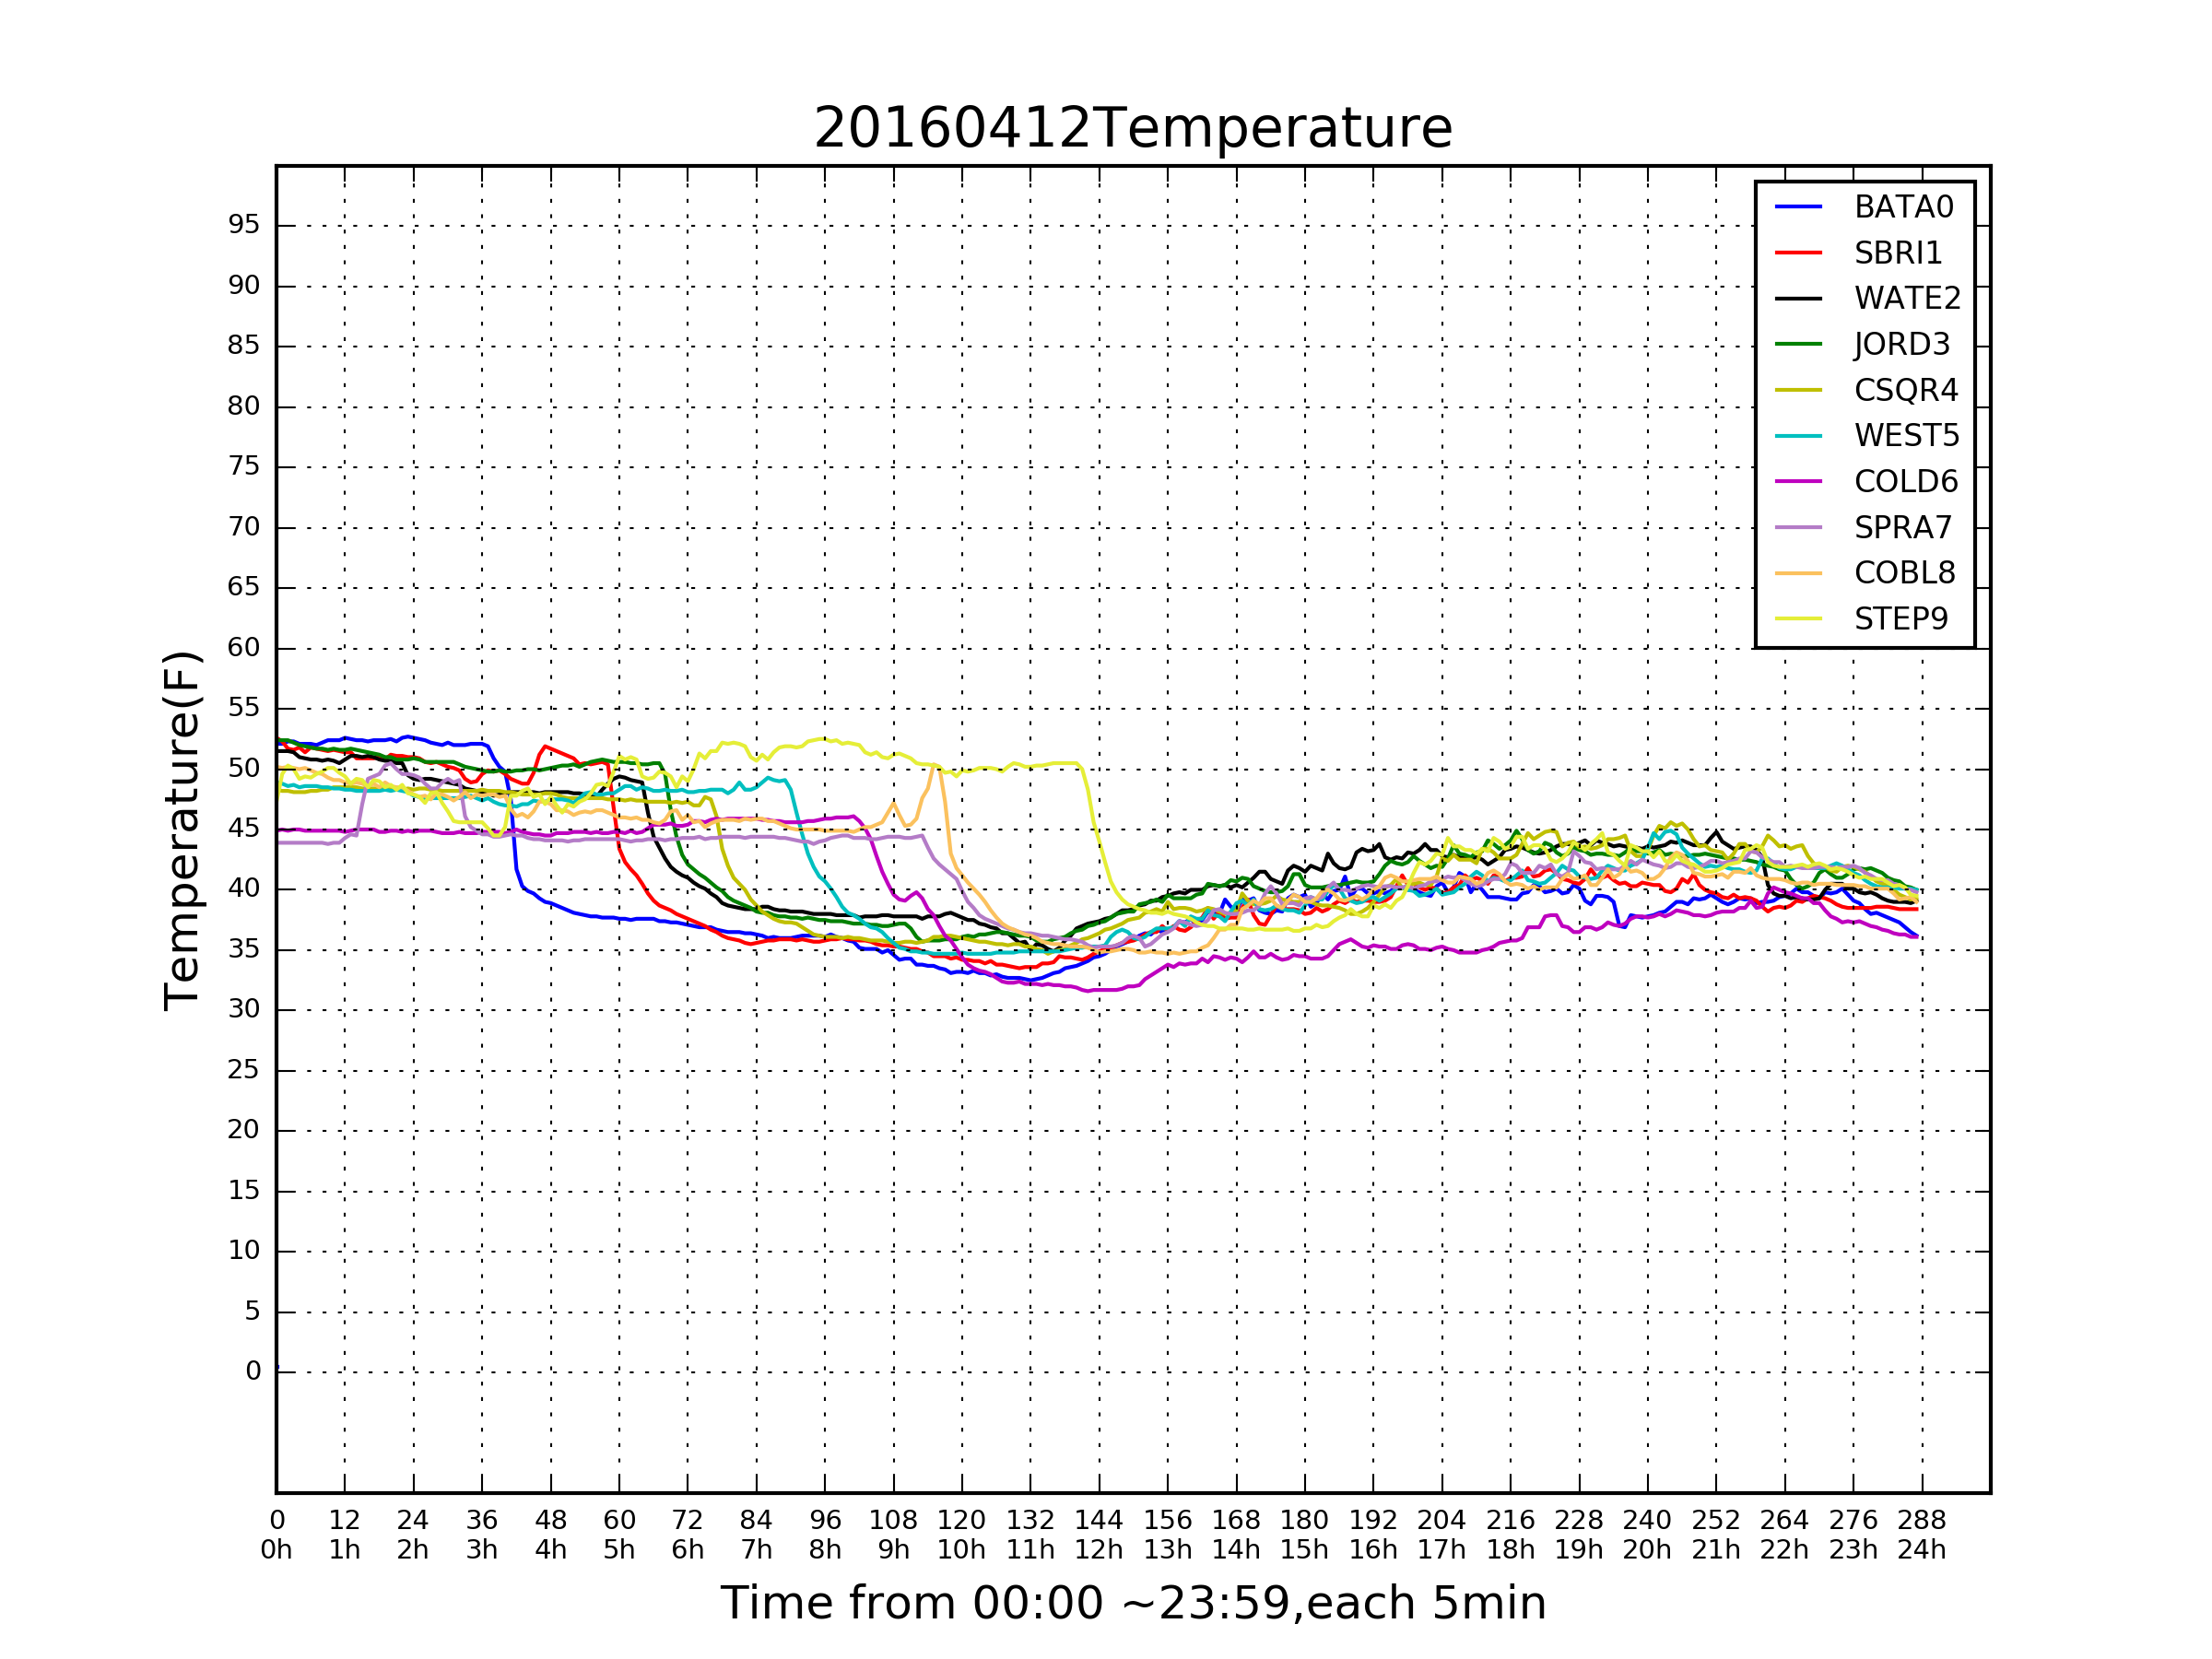 20160412Temperature
BATA0
SBRI1
WATE2
JORD3
CSQR4
WEST5
COLD6
SPRA7
COBL8
STEP9
Temperature(F)
95
90
85
80
75
70
65
60
55
50
45
40
35
30
25
20
15
10
5
0
0 12 24 36 48 60 72 84 96 108 120 132 144 156 168 180 192 204 216 228 240 252 264 276 288
0h 1h 2h 3h 4h 5h 6h 7h 8h 9h 10h 11h 12h 13h 14h 15h 16h 17h 18h 19h 20h 21h 22h 23h 24h
Time from 00:00 ~23:59,each 5min